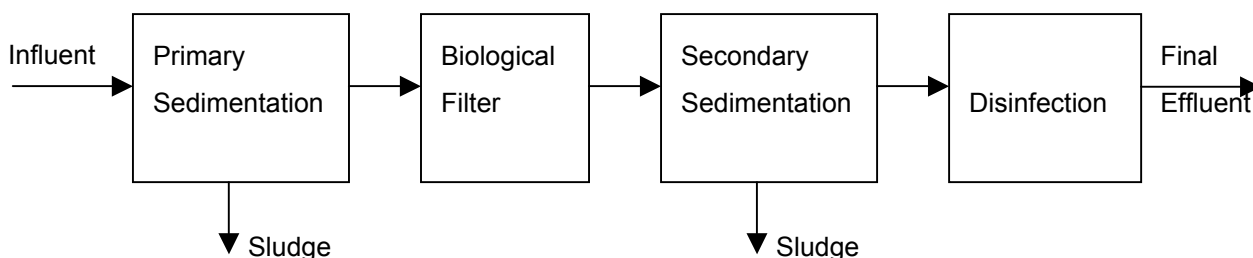 Influent
Primary
Sedimentation
Biological
Filter
Secondary
Sedimentation
Disinfection
Final
Effluent
Sludge
Sludge